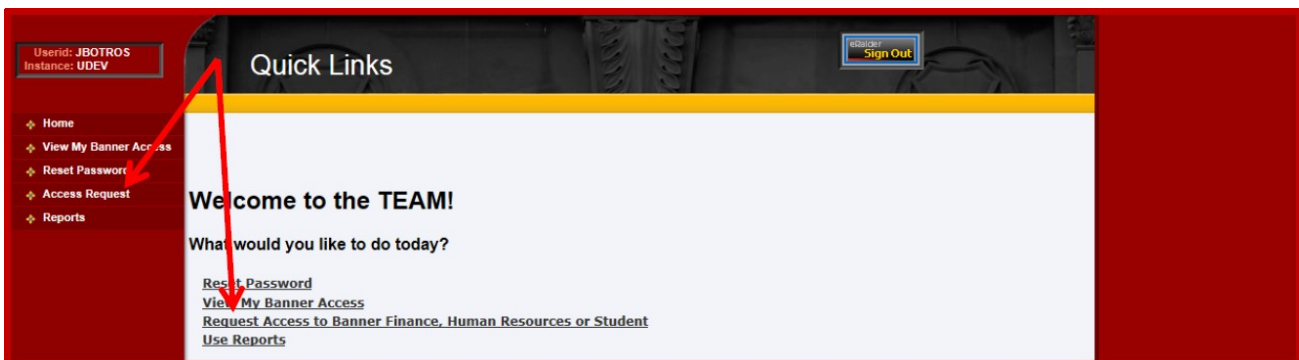 Userid: JBOTROS
Instance: UDEV
Quick Links
eRaider
Sign Out
Home
View My Banner Access
Reset Password
Access Request
Reports
Welcome to the TEAM!
What would you like to do today?
Reset Password
View My Banner Access
Request Access to Banner Finance, Human Resources or Student
Use Reports